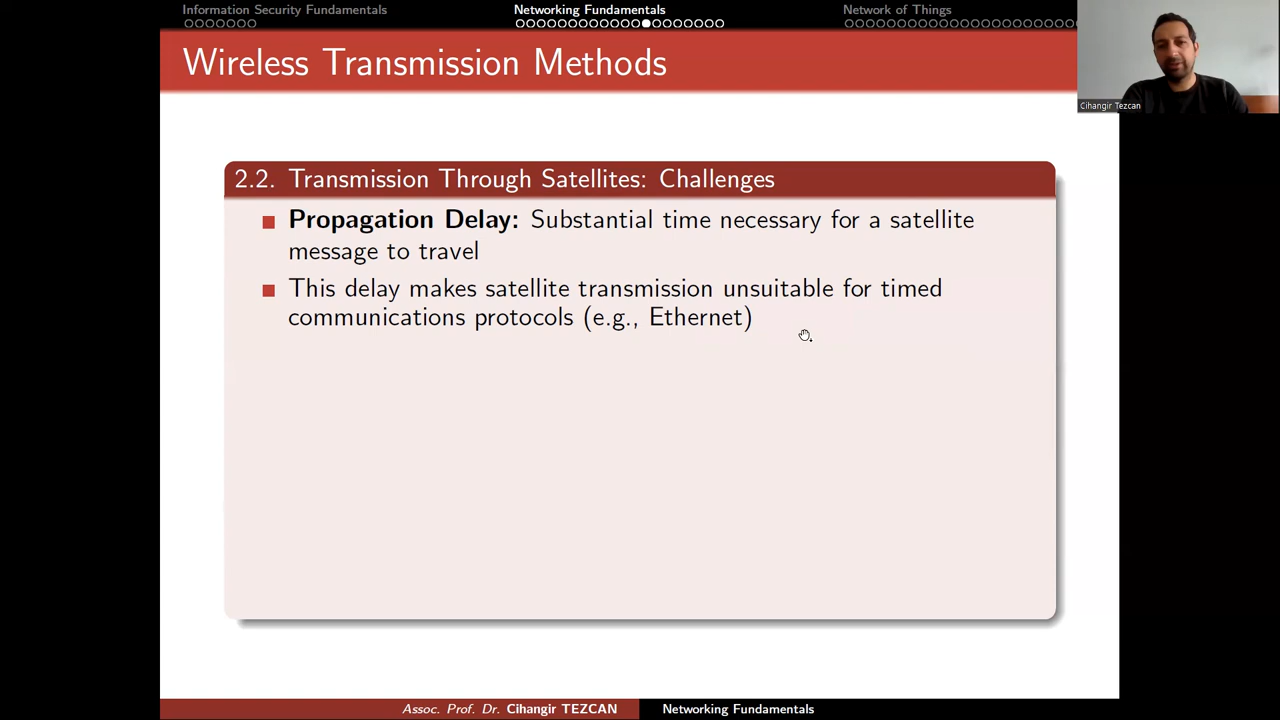 Information Security Fundamentals
Networking Fundamentals
Network of Things
Wireless Transmission Methods
Cihangir Tezcan
2.2. Transmission Through Satellites: Challenges
Propagation Delay: Substantial time necessary for a satellite
message to travel
This delay makes satellite transmission unsuitable for timed
communications protocols (e.g., Ethernet)
Assoc. Prof. Dr. Cihangir TEZCAN
Networking Fundamentals